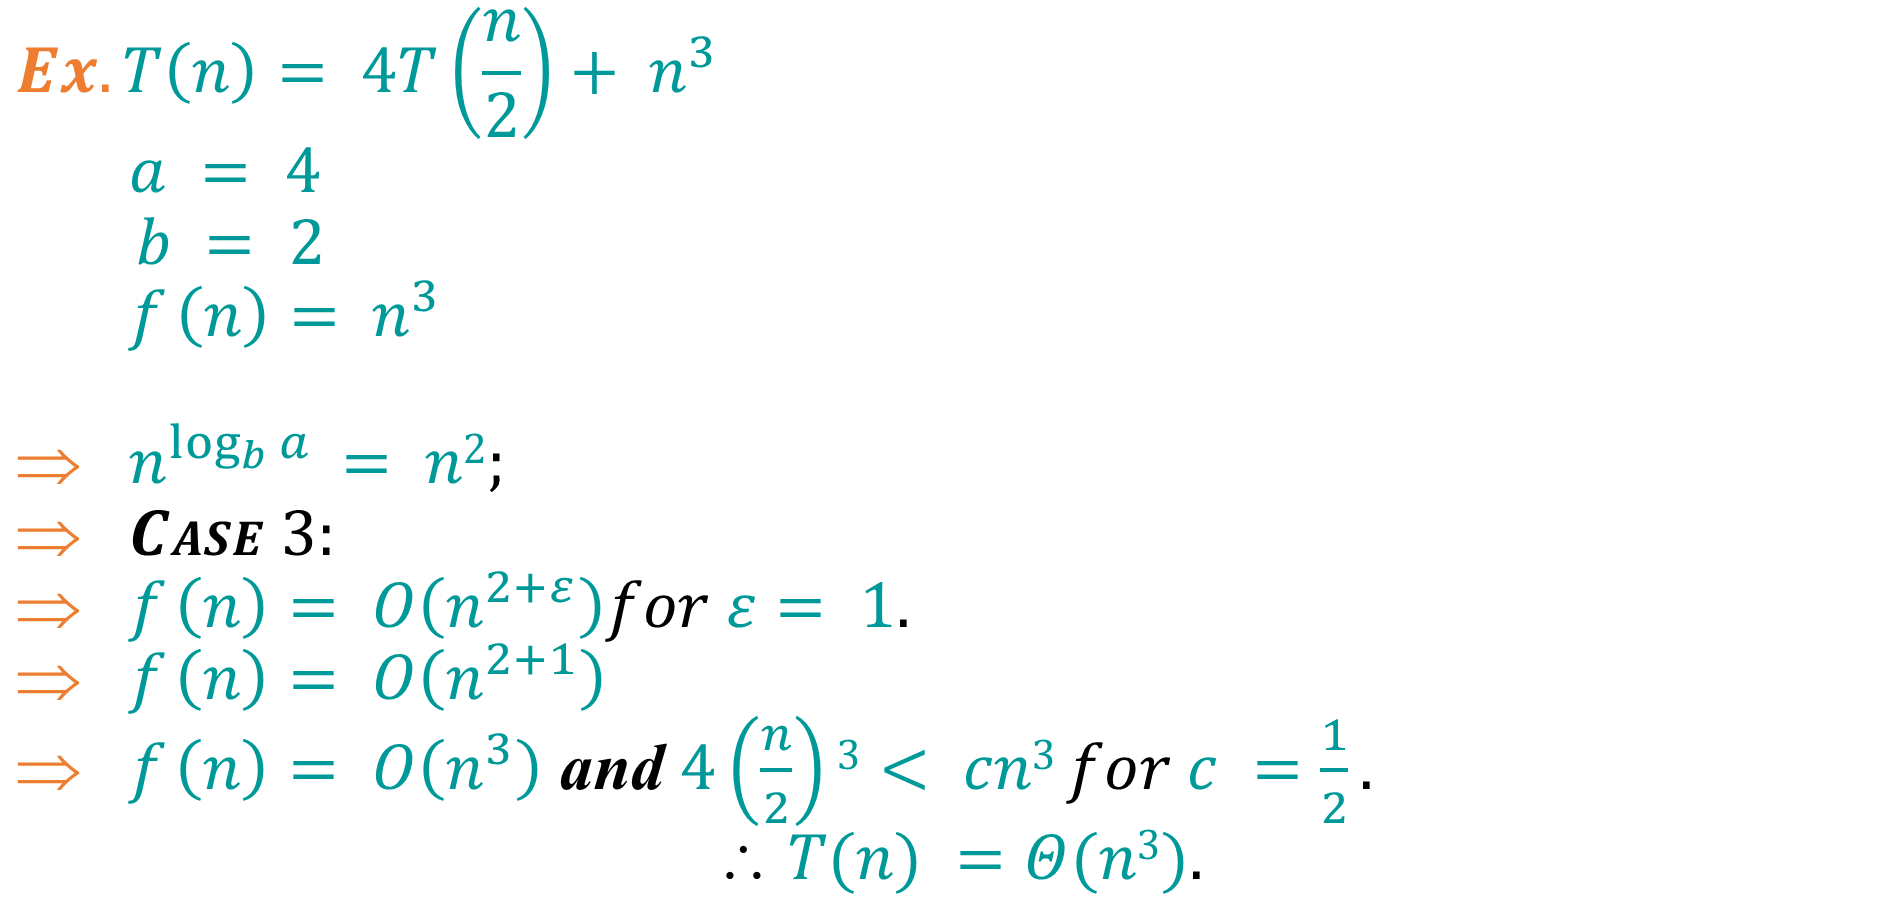 Ex. T(n) = 4T(n/2) + n³
a = 4
b = 2
f(n) = n³
⇒ n^(log_b a) = n²;
⇒ CASE 3:
⇒ f(n) = O(n^(2+ε)) for ε = 1.
⇒ f(n) = O(n^(2+1))
⇒ f(n) = O(n³) and 4(n/2)³ < cn³ for c = 1/2.
∴ T(n) = Θ(n³).